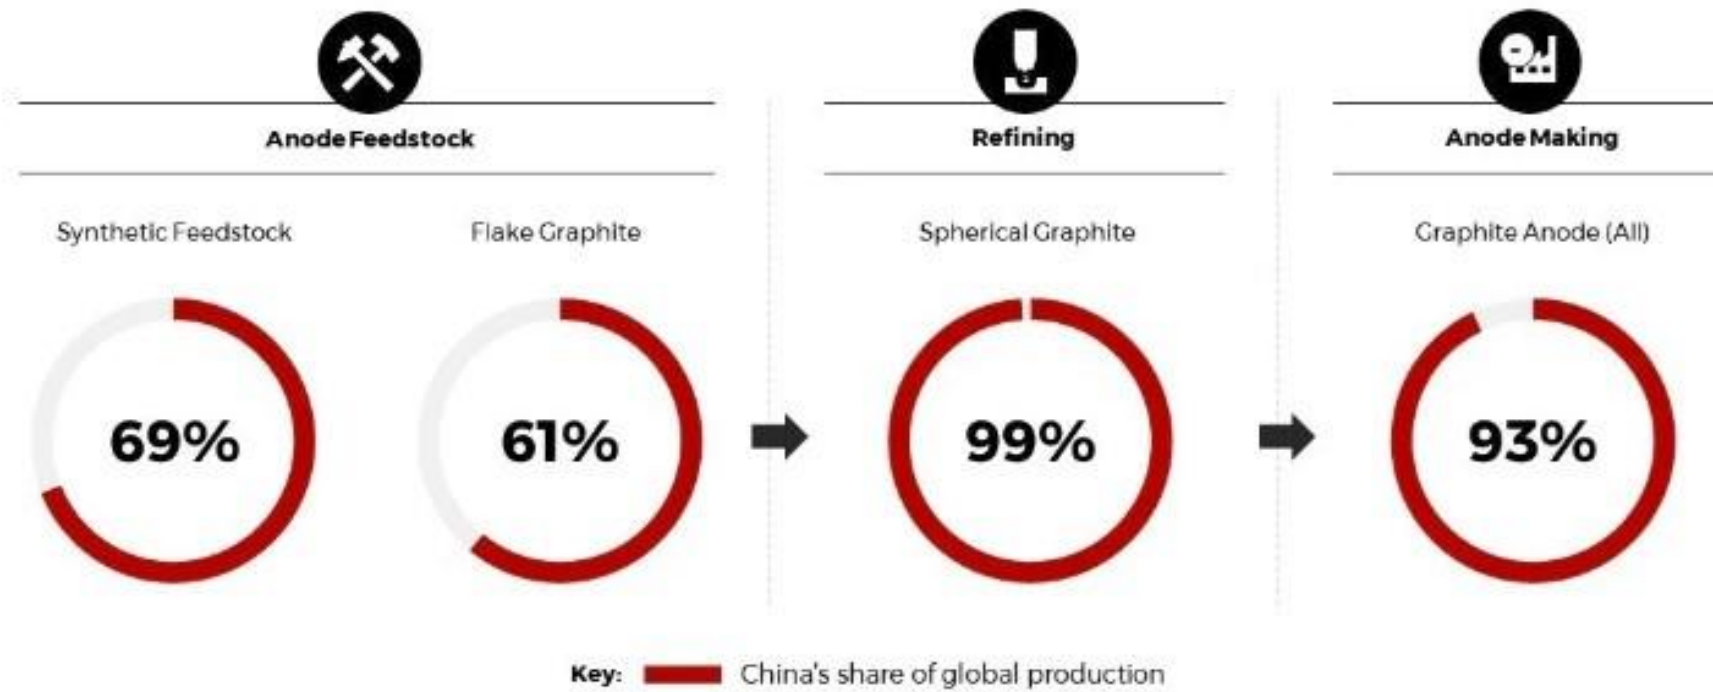 Anode Feedstock
Refining
Anode Making
Synthetic Feedstock
Flake Graphite
Spherical Graphite
Graphite Anode (All)
69%
61%
99%
93%
Key:
China's share of global production